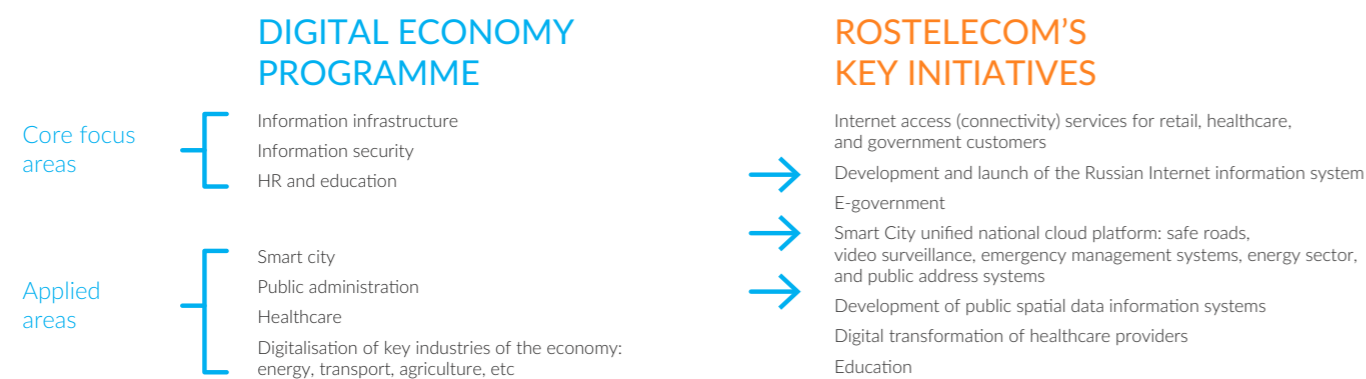 DIGITAL ECONOMY
PROGRAMME
Core focus
areas
Information infrastructure
Information security
HR and education
Applied
areas
Smart city
Public administration
Healthcare
Digitalisation of key industries of the economy:
energy, transport, agriculture, etc
ROSTELECOM’S
KEY INITIATIVES
Internet access (connectivity) services for retail, healthcare,
and government customers
Development and launch of the Russian Internet information system
E-government
Smart City unified national cloud platform: safe roads,
video surveillance, emergency management systems, energy sector,
and public address systems
Development of public spatial data information systems
Digital transformation of healthcare providers
Education